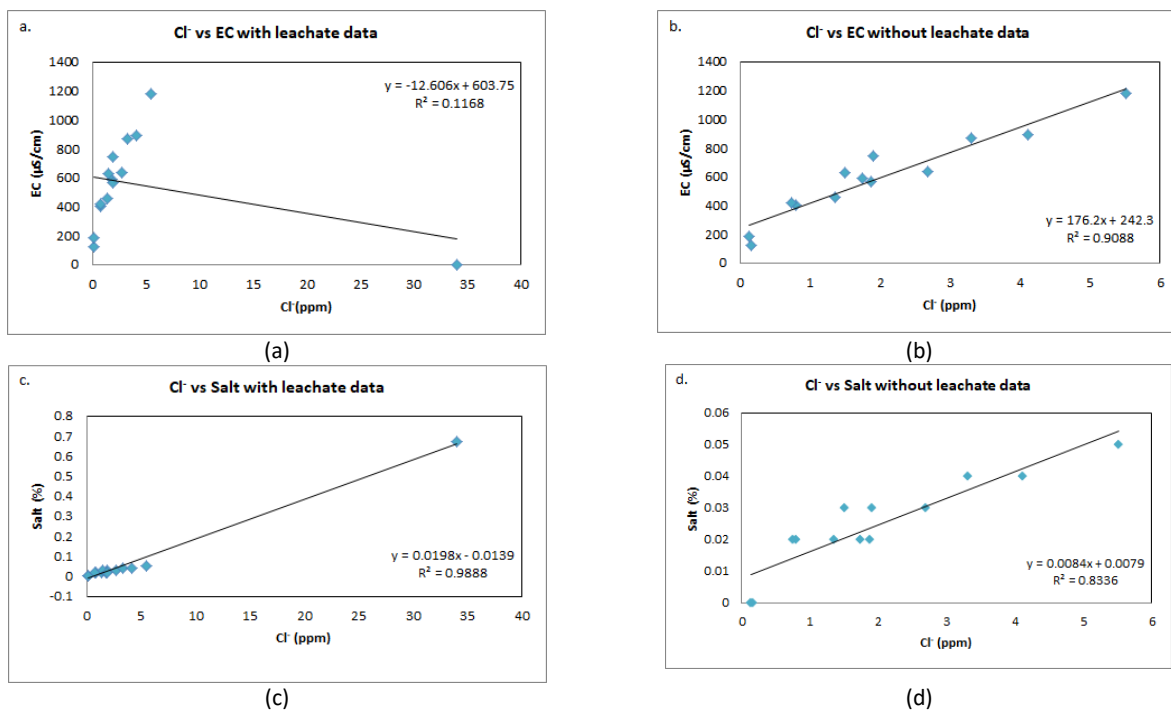 a.
Cl⁻ vs EC with leachate data
1400
1200
1000
800
600
400
200
0
EC (µS/cm)
y = -12.606x + 603.75
R² = 0.1168
0 5 10 15 20 25 30 35 40
Cl⁻(ppm)
(a)
b.
Cl⁻ vs EC without leachate data
1400
1200
1000
800
600
400
200
0
EC (µS/cm)
y = 176.2x + 242.3
R² = 0.9088
0 1 2 3 4 5 6
Cl⁻ (ppm)
(b)
c.
Cl⁻ vs Salt with leachate data
0.8
0.7
0.6
0.5
0.4
0.3
0.2
0.1
0
-0.1
Salt (%)
y = 0.0198x - 0.0139
R² = 0.9888
0 5 10 15 20 25 30 35 40
Cl⁻ (ppm)
(c)
d.
Cl⁻ vs Salt without leachate data
0.06
0.05
0.04
0.03
0.02
0.01
0
Salt (%)
y = 0.0084x + 0.0079
R² = 0.8336
0 1 2 3 4 5 6
Cl⁻ (ppm)
(d)